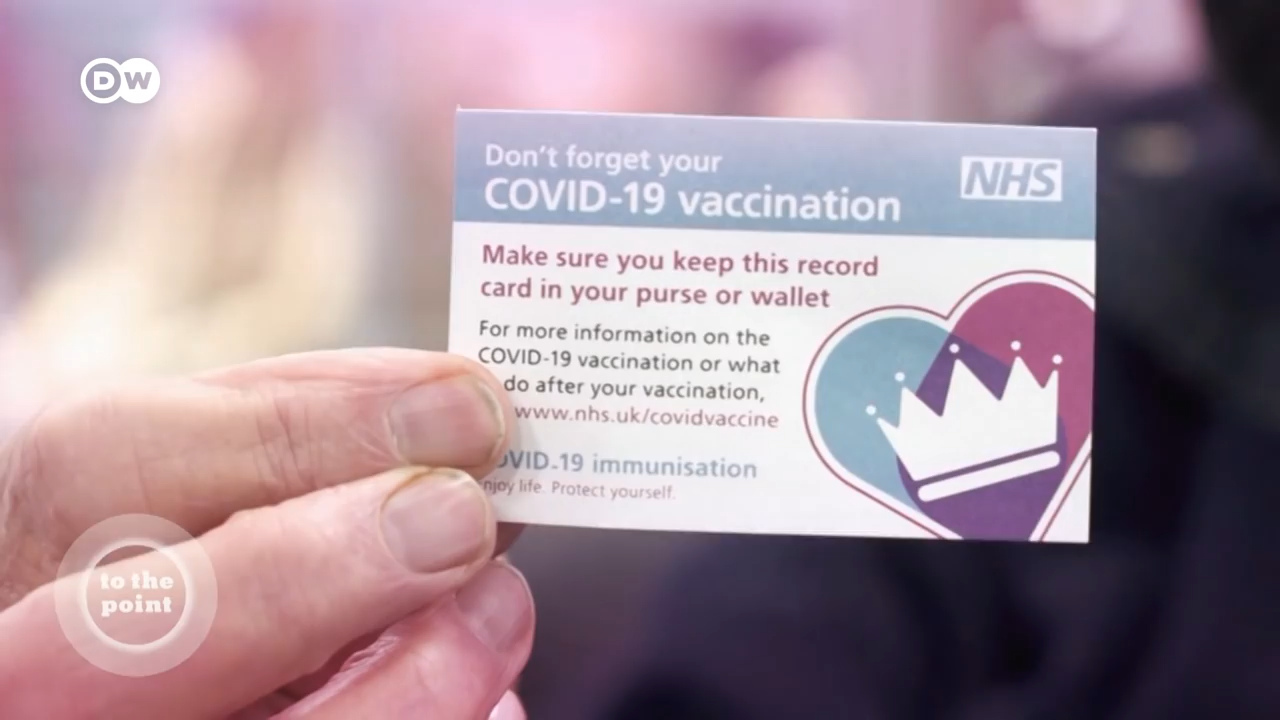 DW
Don't forget your
COVID-19 vaccination
NHS
Make sure you keep this record
card in your purse or wallet
For more information on the
COVID-19 vaccination or what
do after your vaccination,
www.nhs.uk/covidvaccine
OVID-19 immunisation
njoy life. Protect yourself.
to the
point